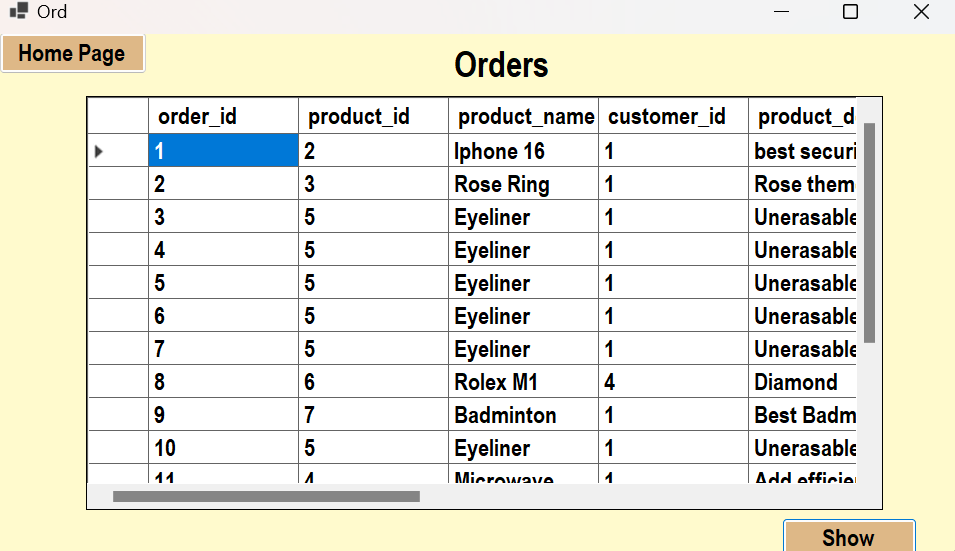 Ord
Home Page
Orders
order_id product_id product_name customer_id product_d
1 2 Iphone 16 1 best securi
2 3 Rose Ring 1 Rose them
3 5 Eyeliner 1 Unerasable
4 5 Eyeliner 1 Unerasable
5 5 Eyeliner 1 Unerasable
6 5 Eyeliner 1 Unerasable
7 5 Eyeliner 1 Unerasable
8 6 Rolex M1 4 Diamond
9 7 Badminton 1 Best Badm
10 5 Eyeliner 1 Unerasable
11 4 Microwave 1 Add efficie
Show